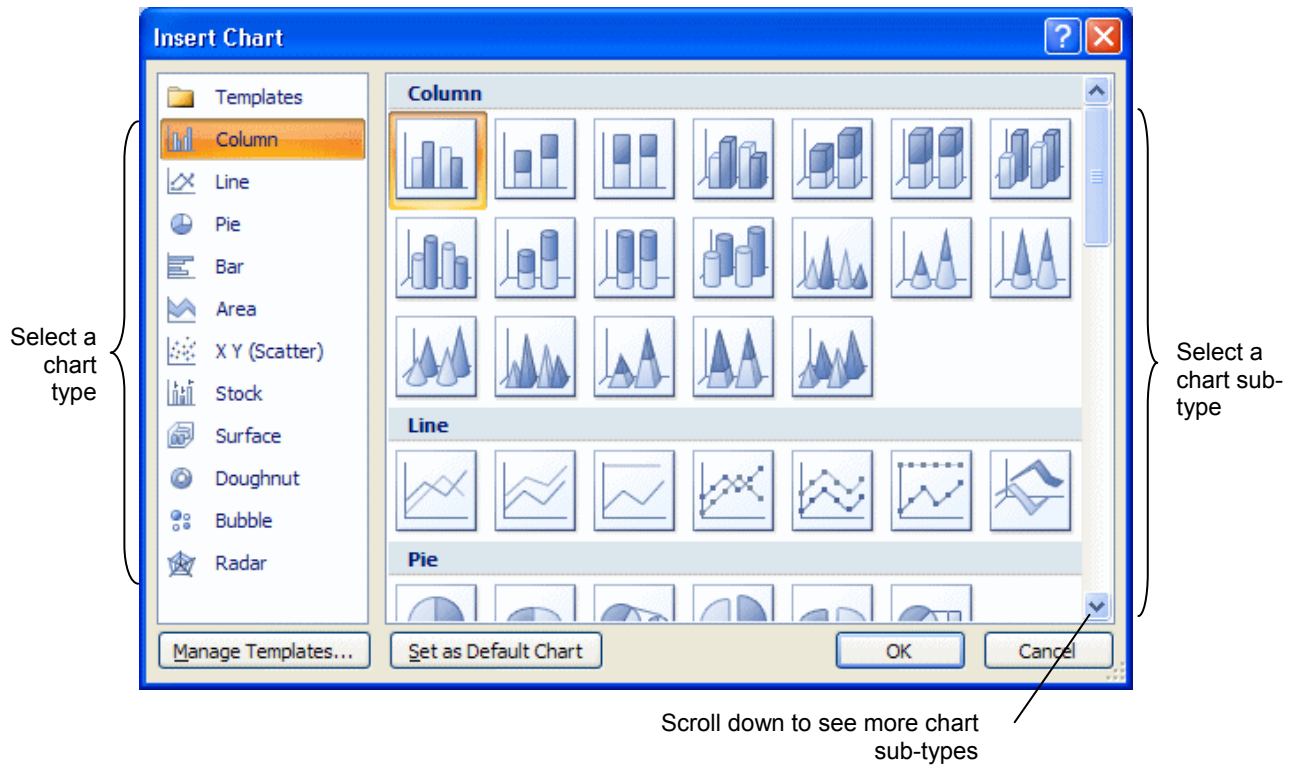 Insert Chart
Templates
Column
Line
Pie
Bar
Area
X Y (Scatter)
Stock
Surface
Doughnut
Bubble
Radar
Column
Line
Pie
Manage Templates...
Set as Default Chart
OK
Cancel
Select a
chart
type
Select a
chart sub-
type
Scroll down to see more chart
sub-types